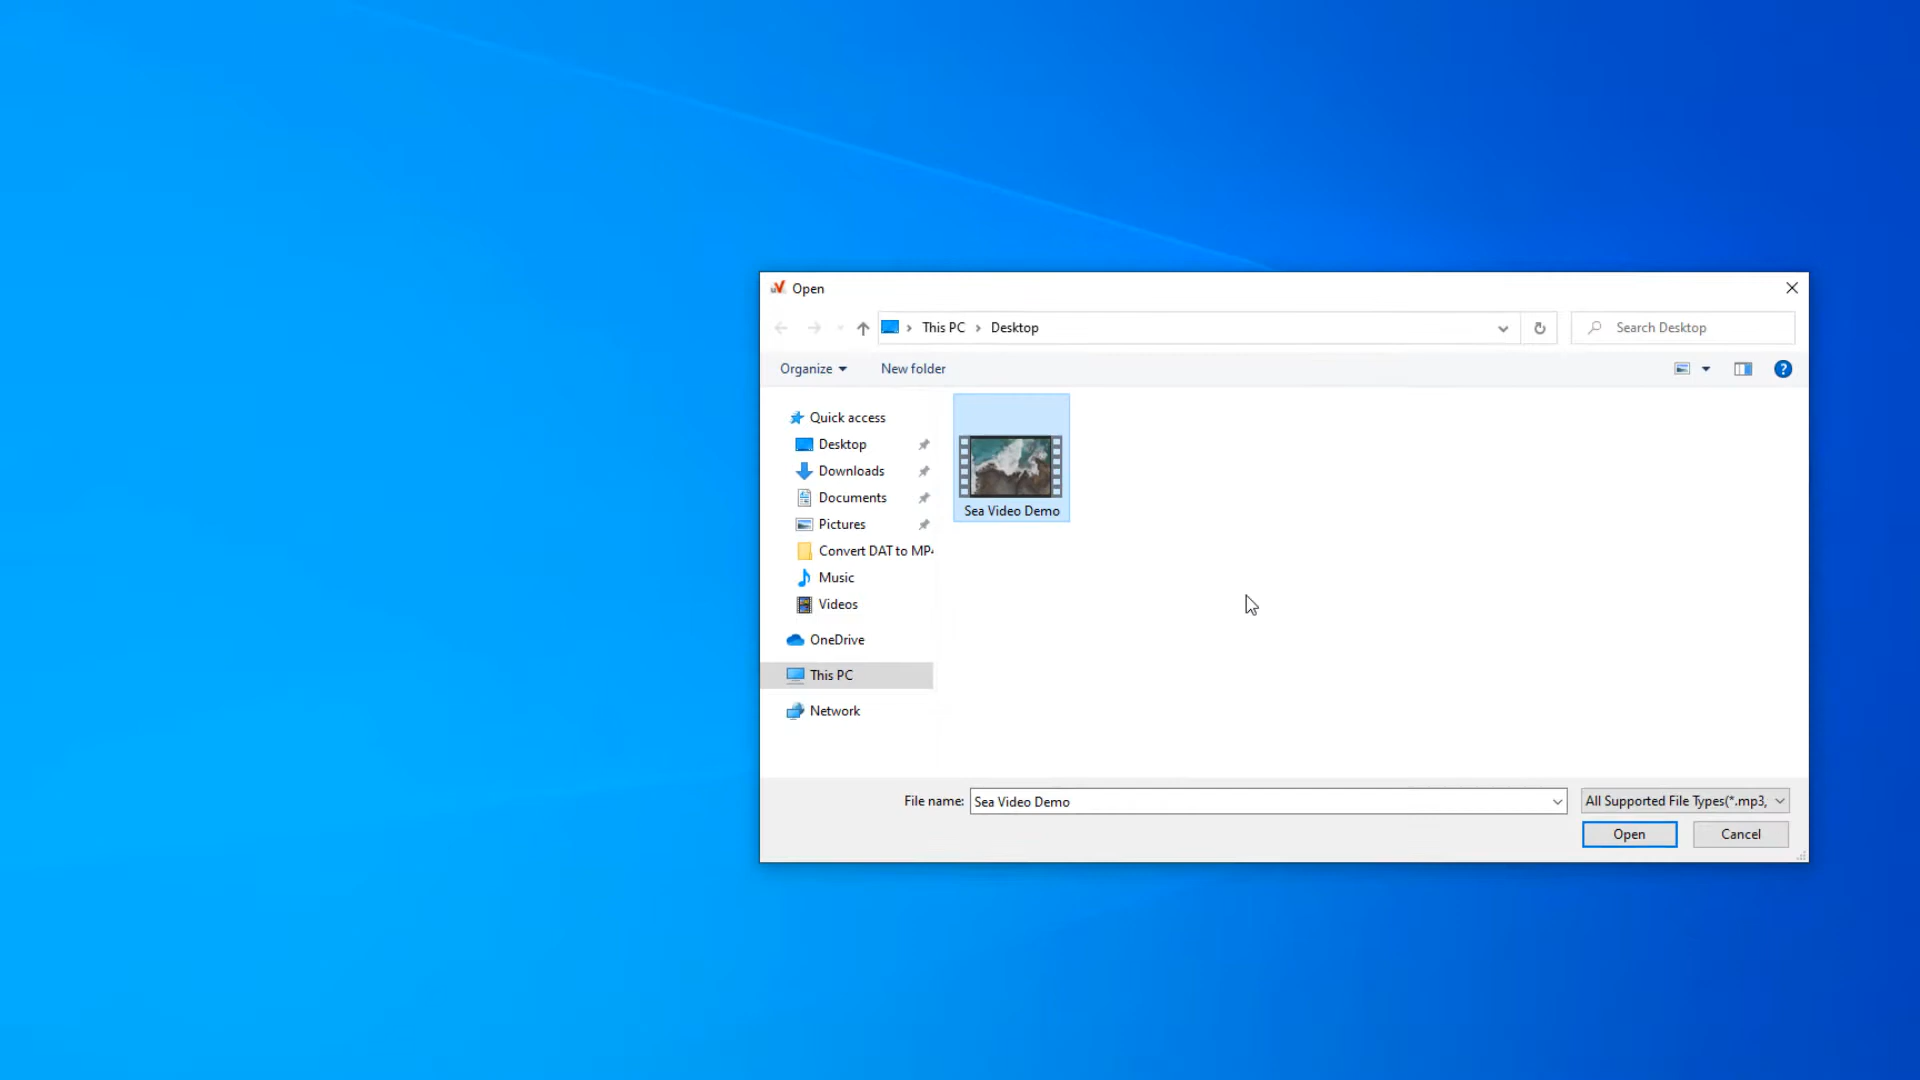 Open
This PC
Desktop
Search Desktop
Organize
New folder
Quick access
Desktop
Downloads
Documents
Pictures
Convert DAT to MP4
Music
Videos
OneDrive
This PC
Network
Sea Video Demo
File name:
Sea Video Demo
All Supported File Types(*.mp3,
Open
Cancel